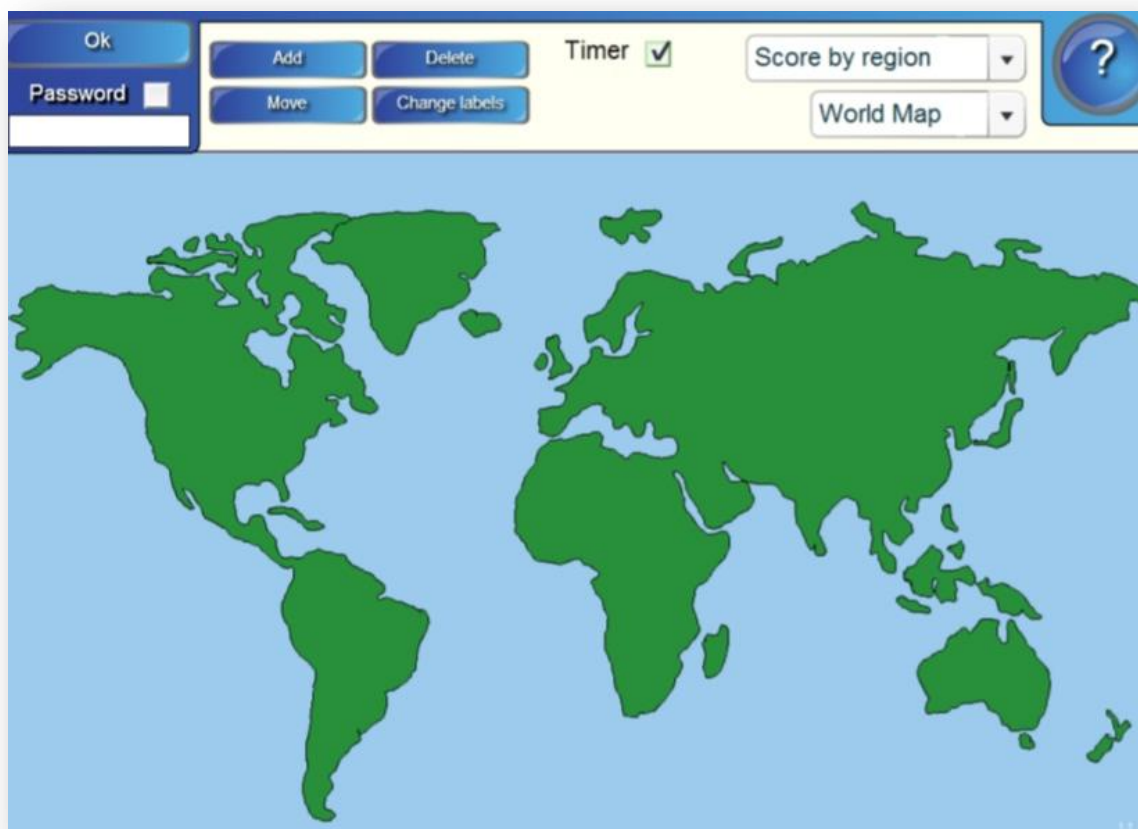 Ok
Password
Add
Delete
Move
Change labels
Timer
Score by region
World Map
?